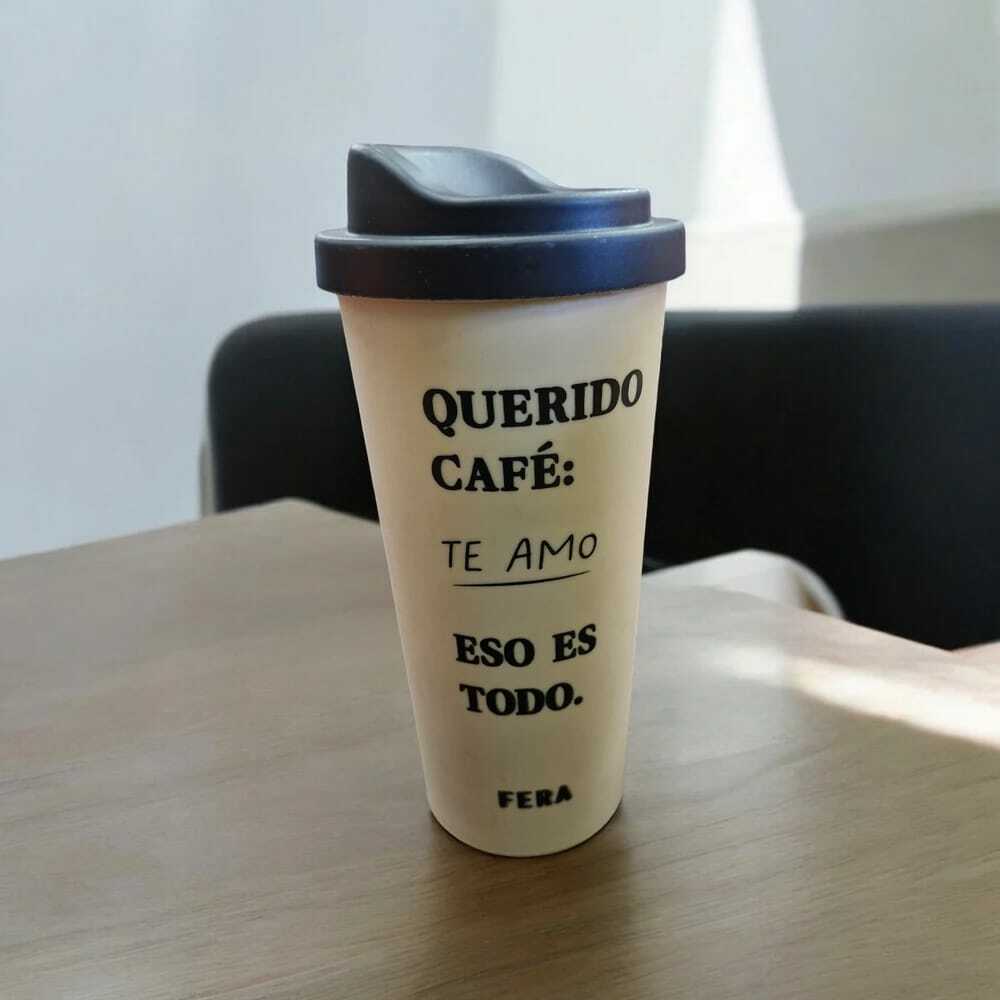 QUERIDO
CAFÉ:
TE AMO
ESO ES
TODO.
FERA